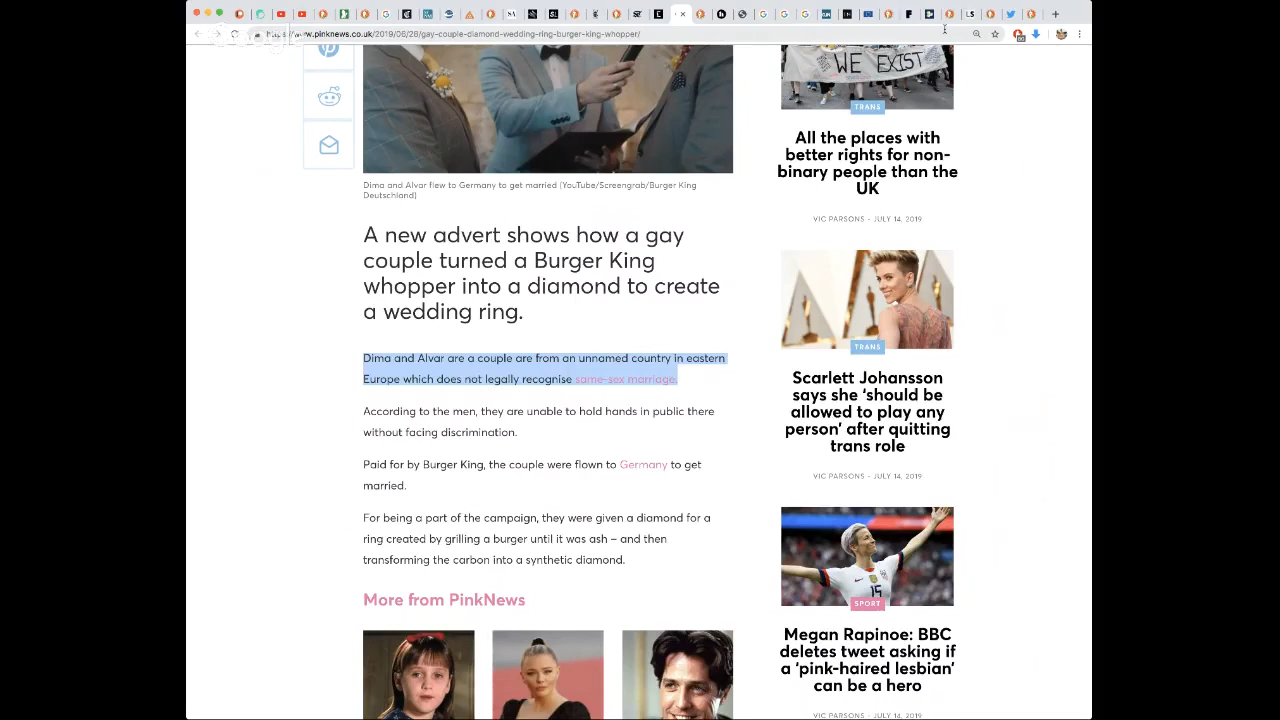 https://www.pinknews.co.uk/2019/06/28/gay-couple-diamond-wedding-ring-burger-king-whopper/
WE EXIST
TRANS
All the places with
better rights for non-
binary people than the
UK
VIC PARSONS - JULY 14, 2019
Dima and Alvar flew to Germany to get married (YouTube/Screengrab/Burger King
Deutschland)
A new advert shows how a gay
couple turned a Burger King
whopper into a diamond to create
a wedding ring.
Dima and Alvar are a couple are from an unnamed country in eastern
Europe which does not legally recognise same-sex marriage.
According to the men, they are unable to hold hands in public there
without facing discrimination.
Paid for by Burger King, the couple were flown to Germany to get
married.
For being a part of the campaign, they were given a diamond for a
ring created by grilling a burger until it was ash – and then
transforming the carbon into a synthetic diamond.
More from PinkNews
TRANS
Scarlett Johansson
says she ‘should be
allowed to play any
person’ after quitting
trans role
VIC PARSONS - JULY 14, 2019
15
SPORT
Megan Rapinoe: BBC
deletes tweet asking if
a ‘pink-haired lesbian’
can be a hero
VIC PARSONS - JULY 14, 2019